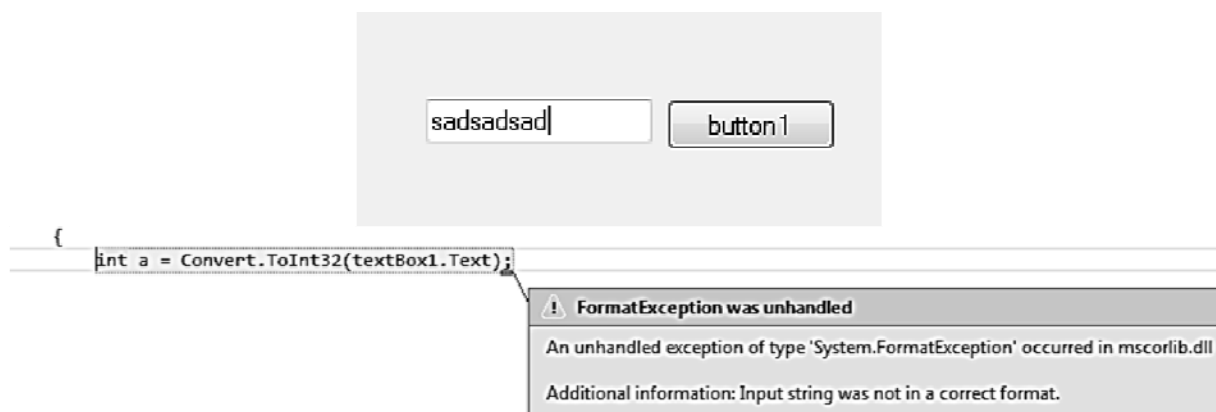 sadsadsad
button1
{
int a = Convert.ToInt32(textBox1.Text);
FormatException was unhandled
An unhandled exception of type 'System.FormatException' occurred in mscorlib.dll
Additional information: Input string was not in a correct format.